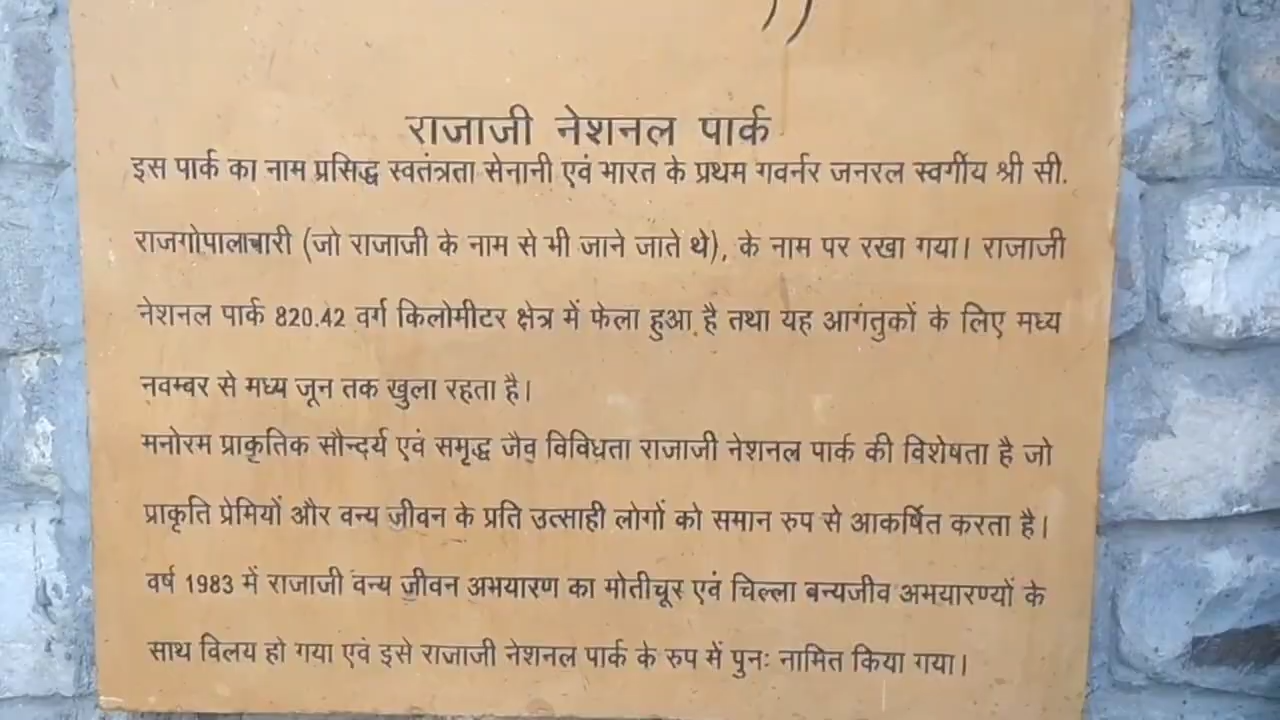 राजाजी नेशनल पार्क
इस पार्क का नाम प्रसिद्ध स्वतंत्रता सेनानी एवं भारत के प्रथम गवर्नर जनरल स्वर्गीय श्री सी.
राजगोपालाचारी (जो राजाजी के नाम से भी जाने जाते थे), के नाम पर रखा गया। राजाजी
नेशनल पार्क 820.42 वर्ग किलोमीटर क्षेत्र में फेला हुआ है तथा यह आगंतुकों के लिए मध्य
नवम्बर से मध्य जून तक खुला रहता है।
मनोरम प्राकृतिक सौन्दर्य एवं समृद्ध जैव विविधता राजाजी नेशनल पार्क की विशेषता है जो
प्राकृति प्रेमियों और वन्य जीवन के प्रति उत्साही लोगों को समान रुप से आकर्षित करता है।
वर्ष 1983 में राजाजी वन्य जीवन अभयारण का मोतीचूर एवं चिल्ला बन्यजीव अभयारण्यों के
साथ विलय हो गया एवं इसे राजाजी नेशनल पार्क के रुप में पुनः नामित किया गया।